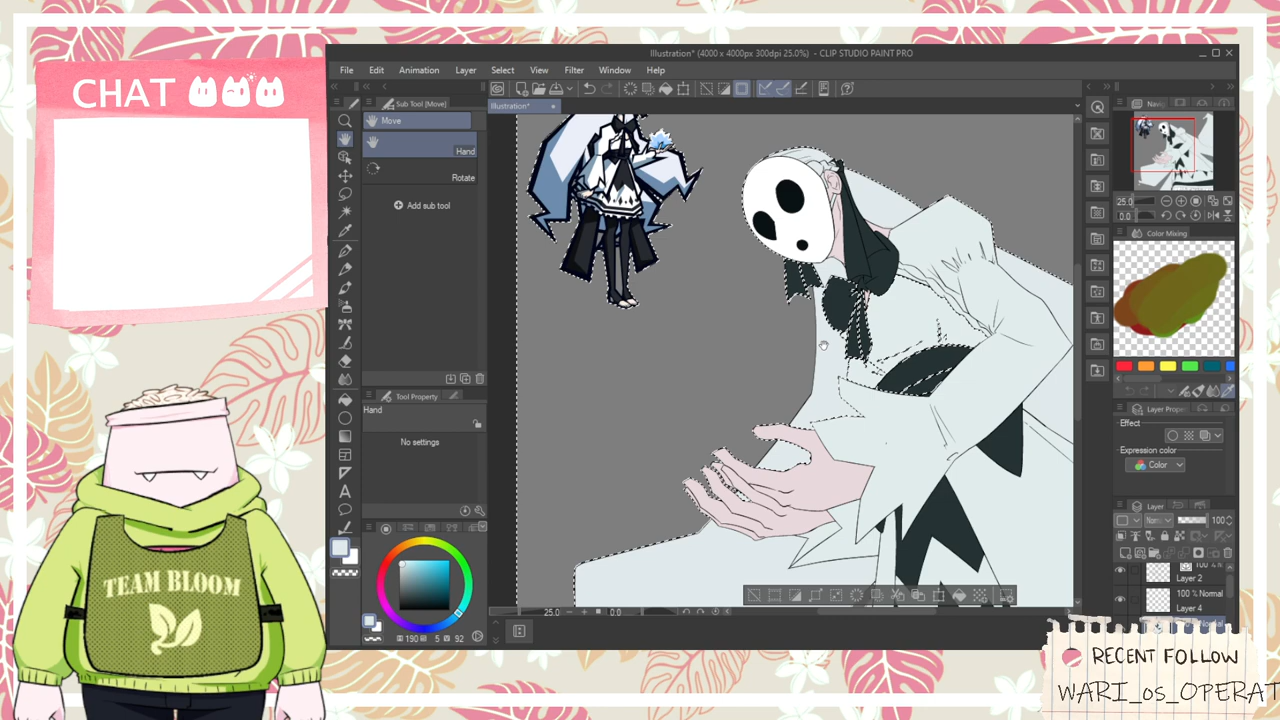 CHAT
Illustration* (4000 x 4000px 300dpi 25.0%) - CLIP STUDIO PAINT PRO
File Edit Animation Layer Select View Filter Window Help
Sub Tool [Move]
Illustration*
Move
Hand
Rotate
Add sub tool
Tool Property
Hand
No settings
190 5 92
25.0 0.0
25.0
0.0
Color Mixing
Effect
Expression color
Color
Layer
100
Layer 2
100 % Normal
Layer 4
TEAM BLOOM
RECENT FOLLOW
WARI_os_OPERAT